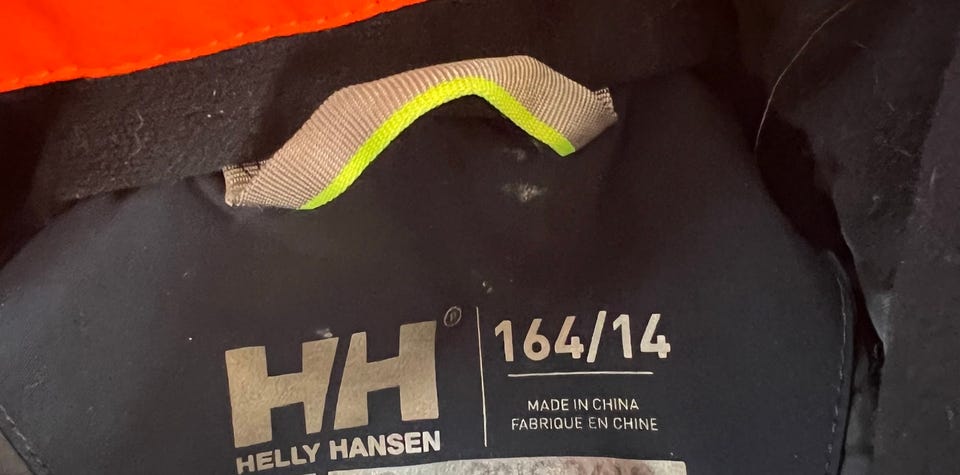 HH®
HELLY HANSEN
164/14
MADE IN CHINA
FABRIQUE EN CHINE